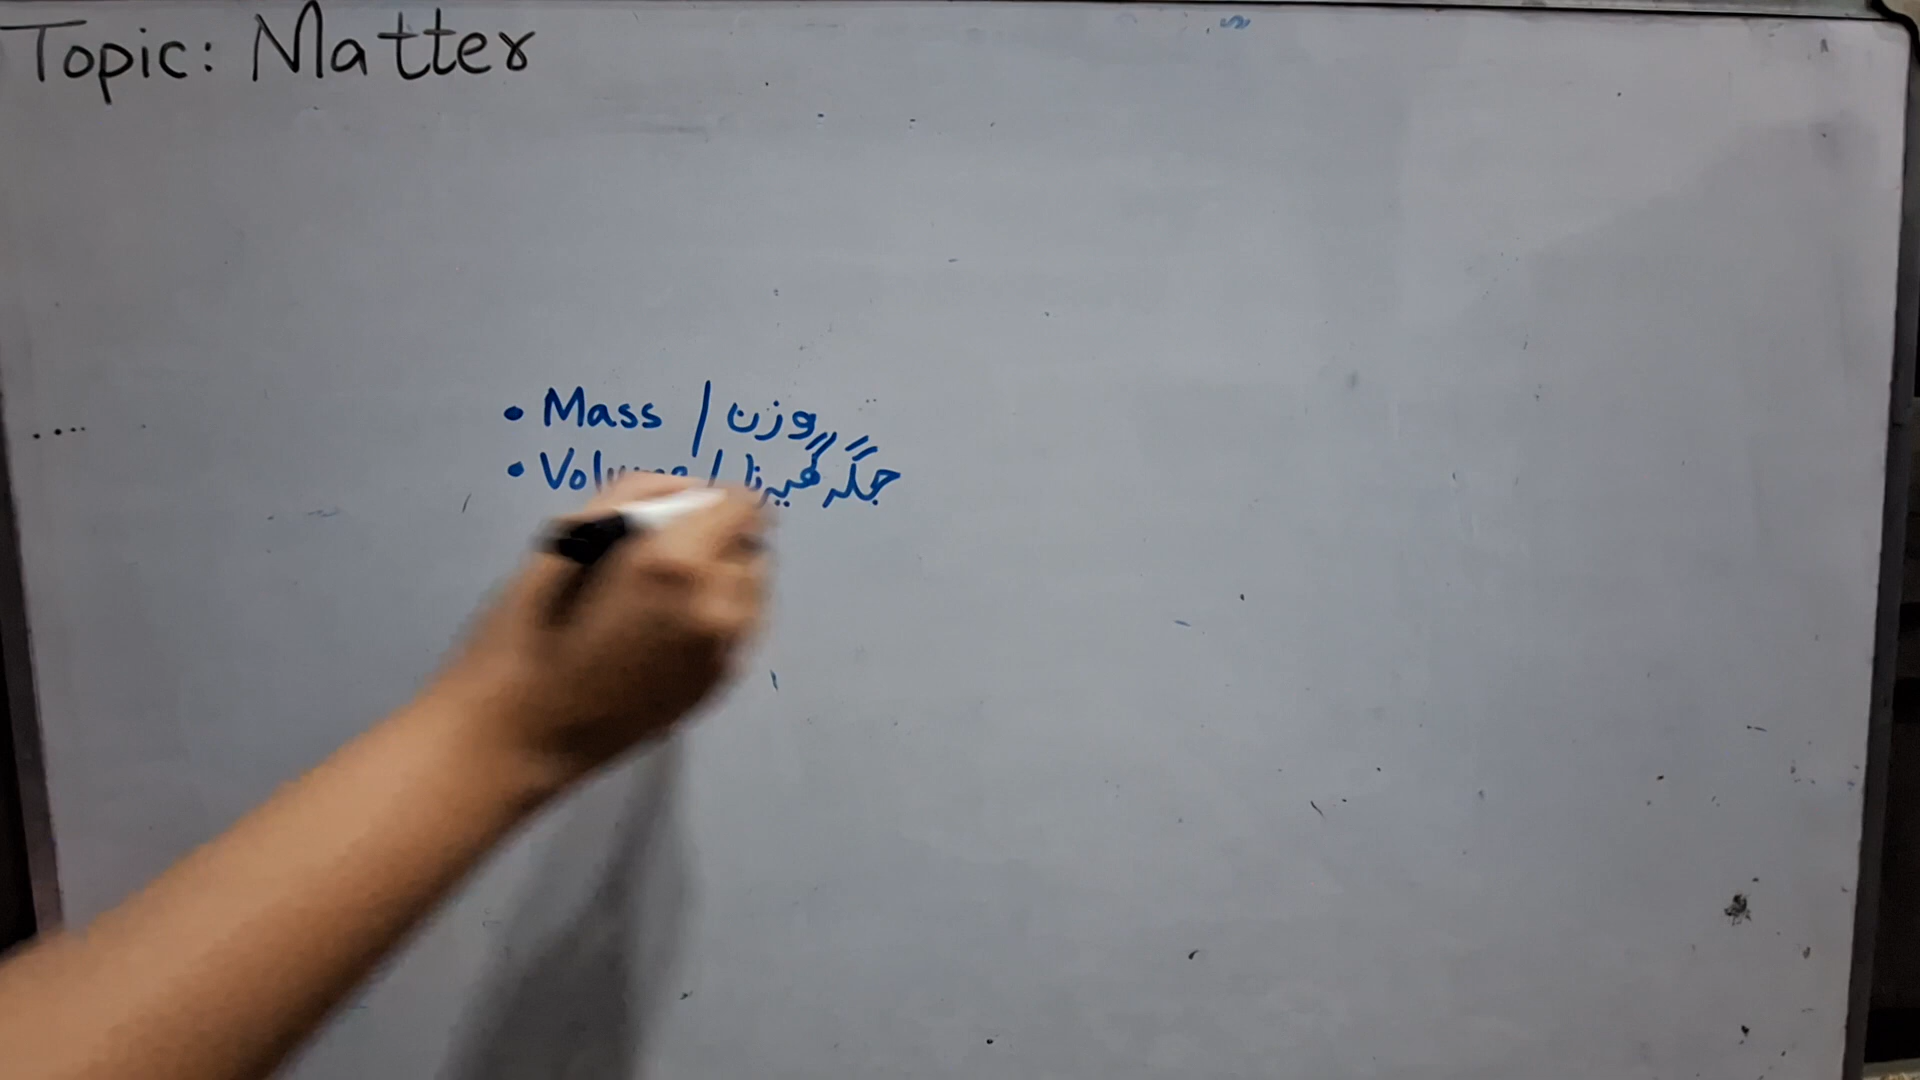 Topic: Matter
• Mass / وزن
• Volume / جگہ گھیرنا